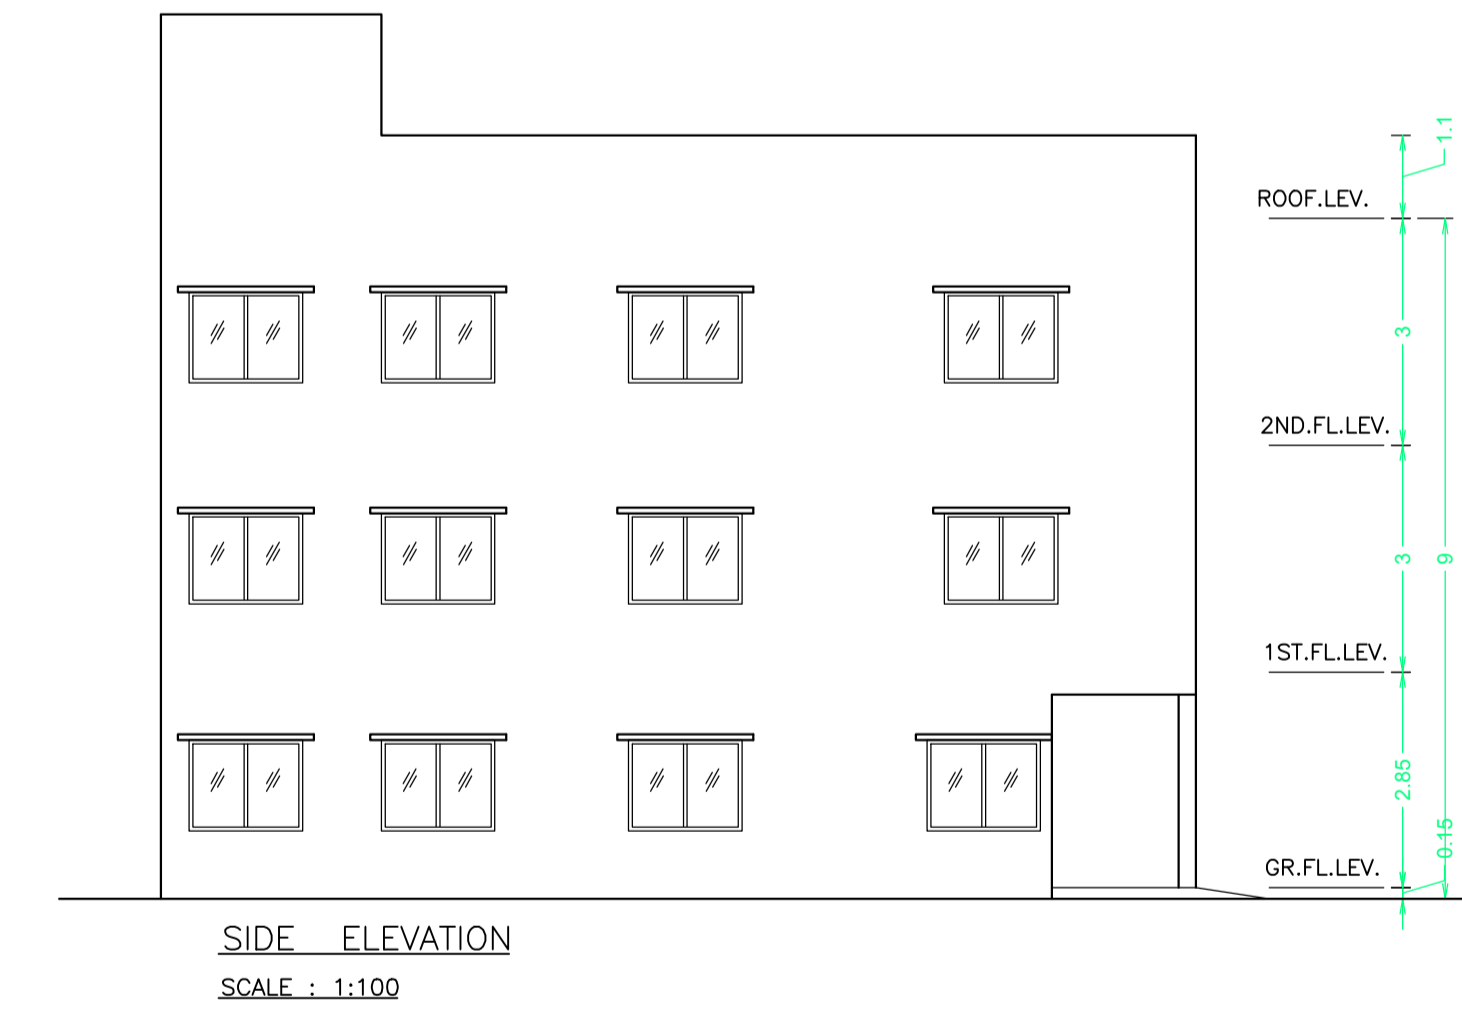 1.1
ROOF.LEV.
3
2ND.FL.LEV.
3
9
1ST.FL.LEV.
2.85
0.15
GR.FL.LEV.
SIDE ELEVATION
SCALE : 1:100